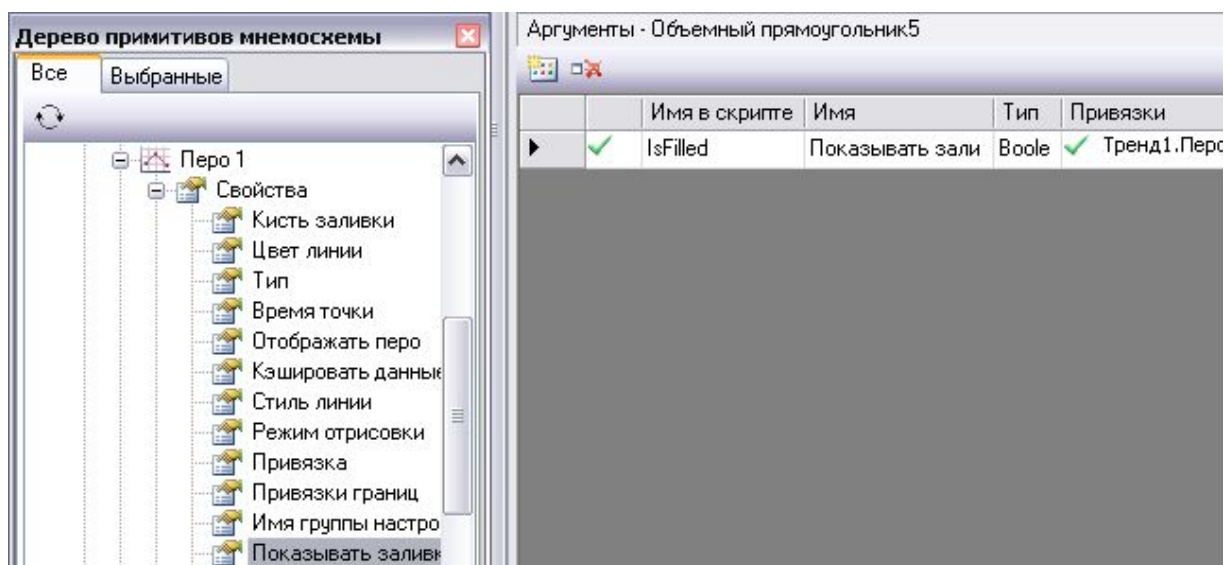 Дерево примитивов мнемосхемы
Все Выбранные
Перо 1
Свойства
Кисть заливки
Цвет линии
Тип
Время точки
Отображать перо
Кэшировать данные
Стиль линии
Режим отрисовки
Привязка
Привязки границ
Имя группы настро
Показывать заливк
Аргументы - Объемный прямоугольник5
Имя в скрипте Имя Тип Привязки
IsFilled Показывать зали Boole Тренд1.Перо